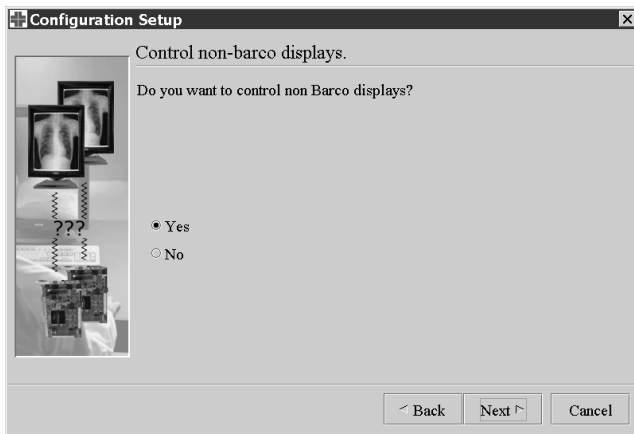 Configuration Setup
Control non-barco displays.
Do you want to control non Barco displays?
???
Yes
No
Back
Next
Cancel